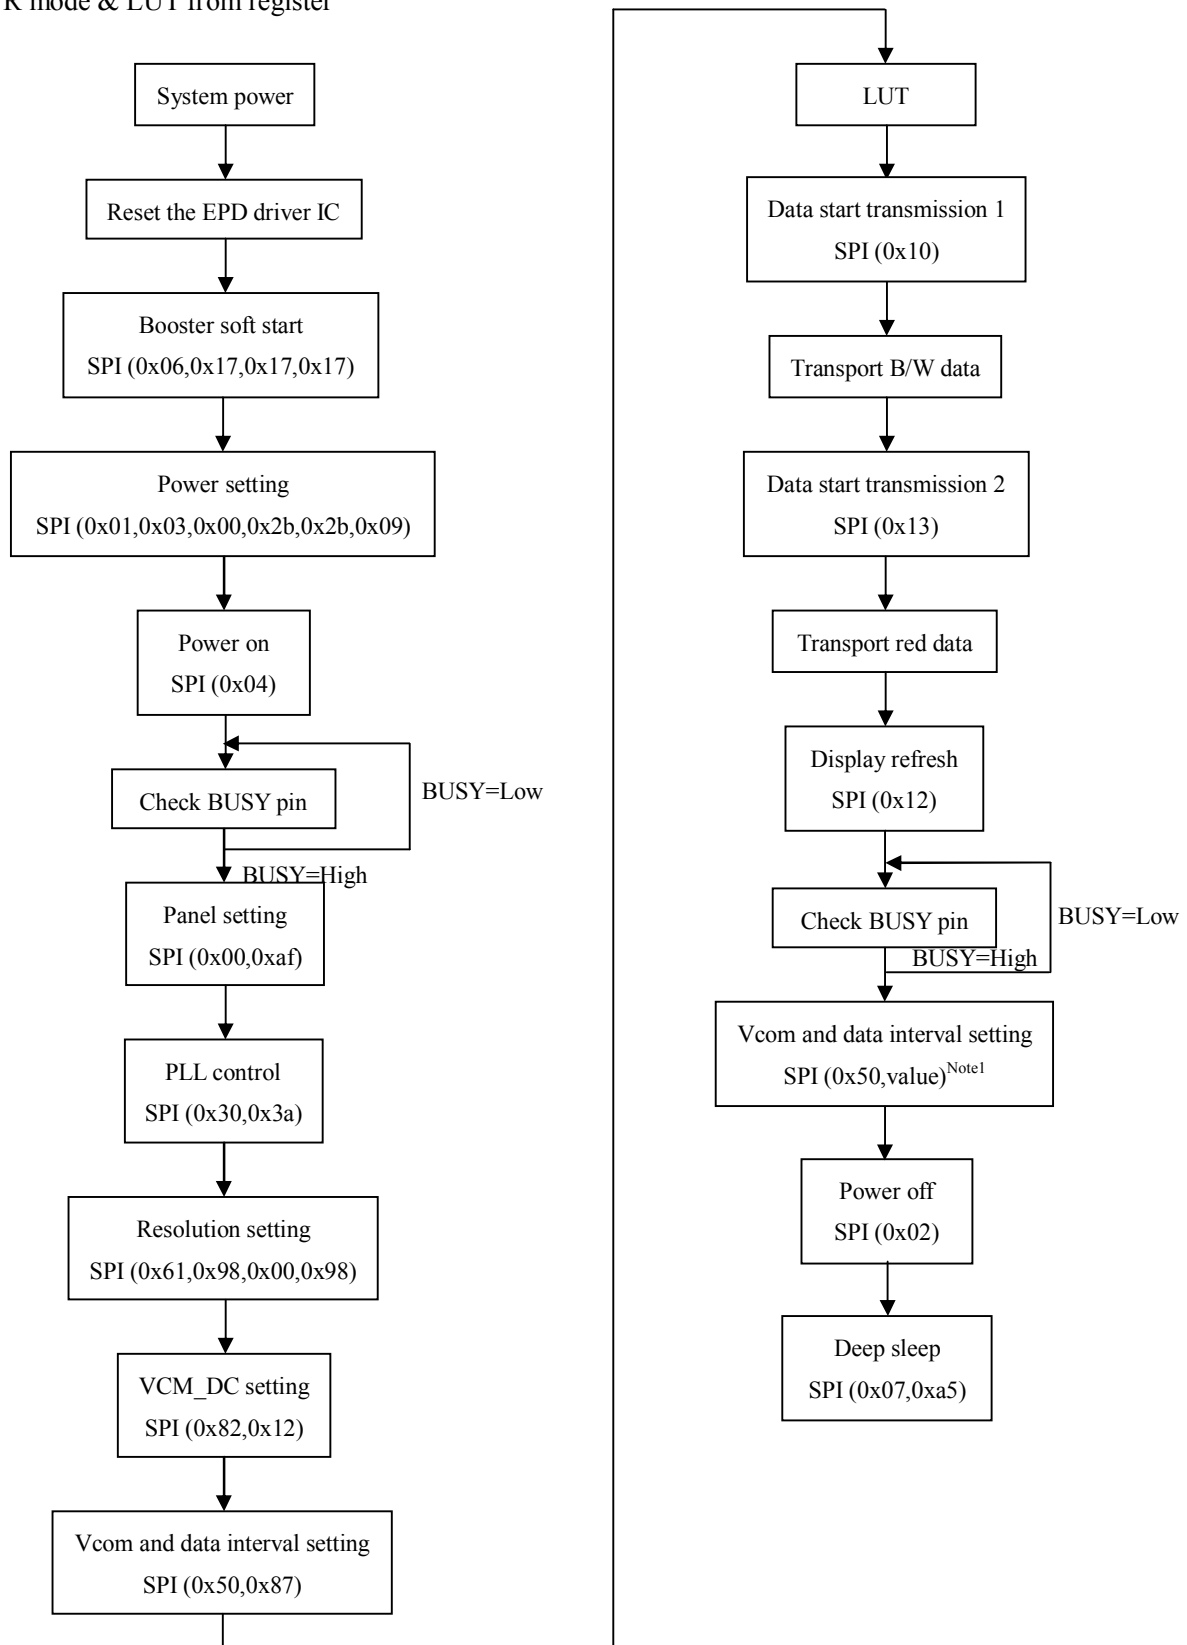 R mode & LUT from register
System power
Reset the EPD driver IC
Booster soft start
SPI (0x06,0x17,0x17,0x17)
Power setting
SPI (0x01,0x03,0x00,0x2b,0x2b,0x09)
Power on
SPI (0x04)
BUSY=Low
Check BUSY pin
BUSY=High
Panel setting
SPI (0x00,0xaf)
PLL control
SPI (0x30,0x3a)
Resolution setting
SPI (0x61,0x98,0x00,0x98)
VCM_DC setting
SPI (0x82,0x12)
Vcom and data interval setting
SPI (0x50,0x87)
LUT
Data start transmission 1
SPI (0x10)
Transport B/W data
Data start transmission 2
SPI (0x13)
Transport red data
Display refresh
SPI (0x12)
Check BUSY pin
BUSY=Low
BUSY=High
Vcom and data interval setting
SPI (0x50,value)Note1
Power off
SPI (0x02)
Deep sleep
SPI (0x07,0xa5)